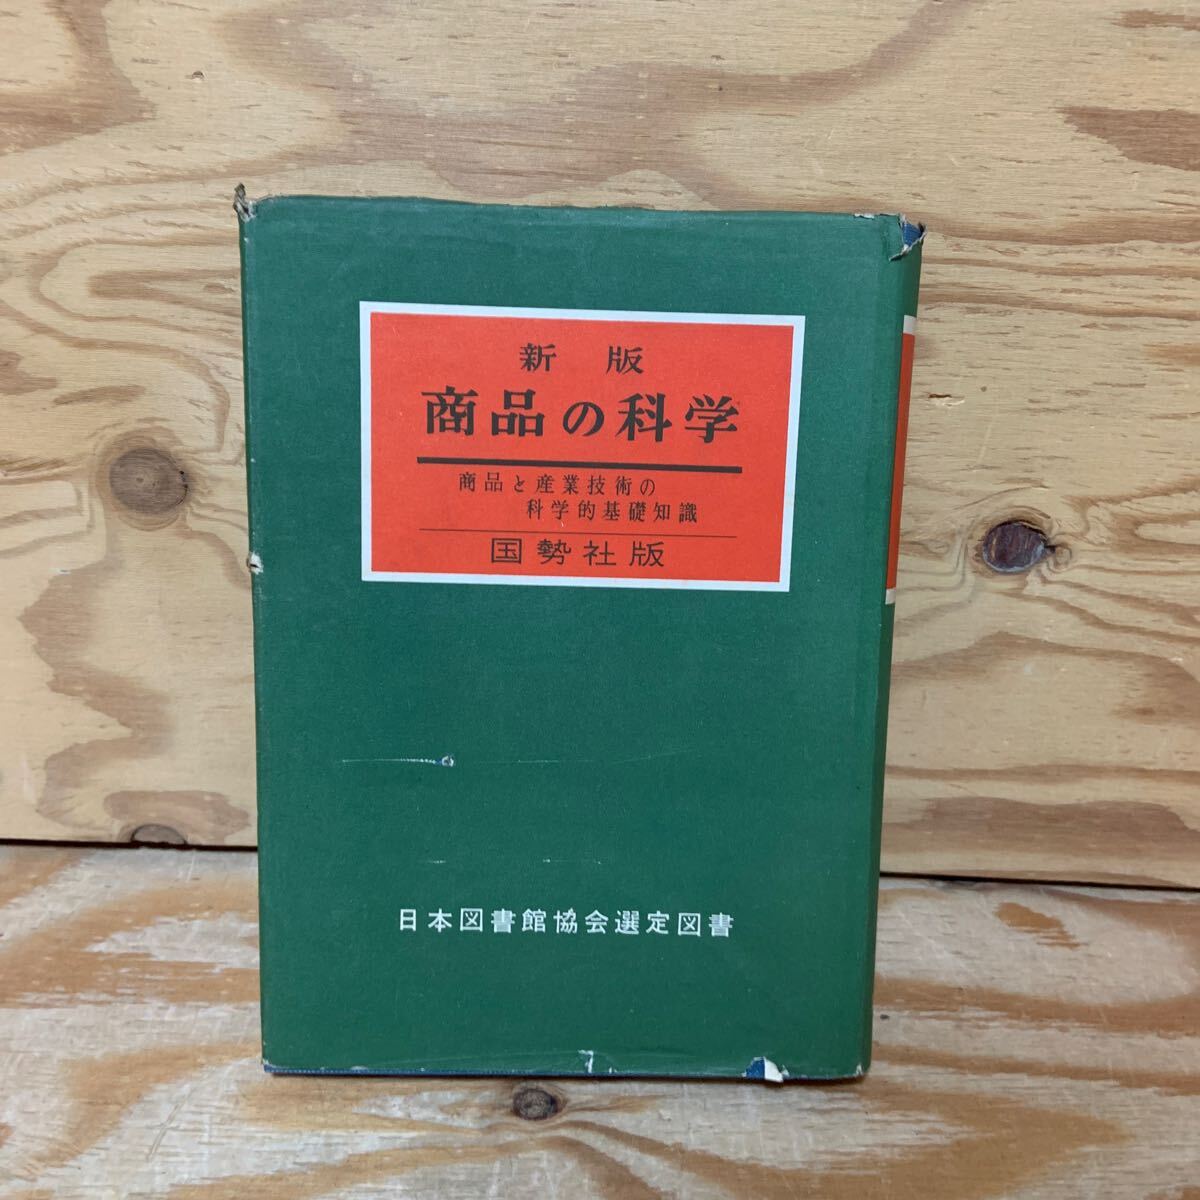 新版
商品の科学
商品と産業技術の
科学的基礎知識
国勢社版
日本図書館協会選定図書